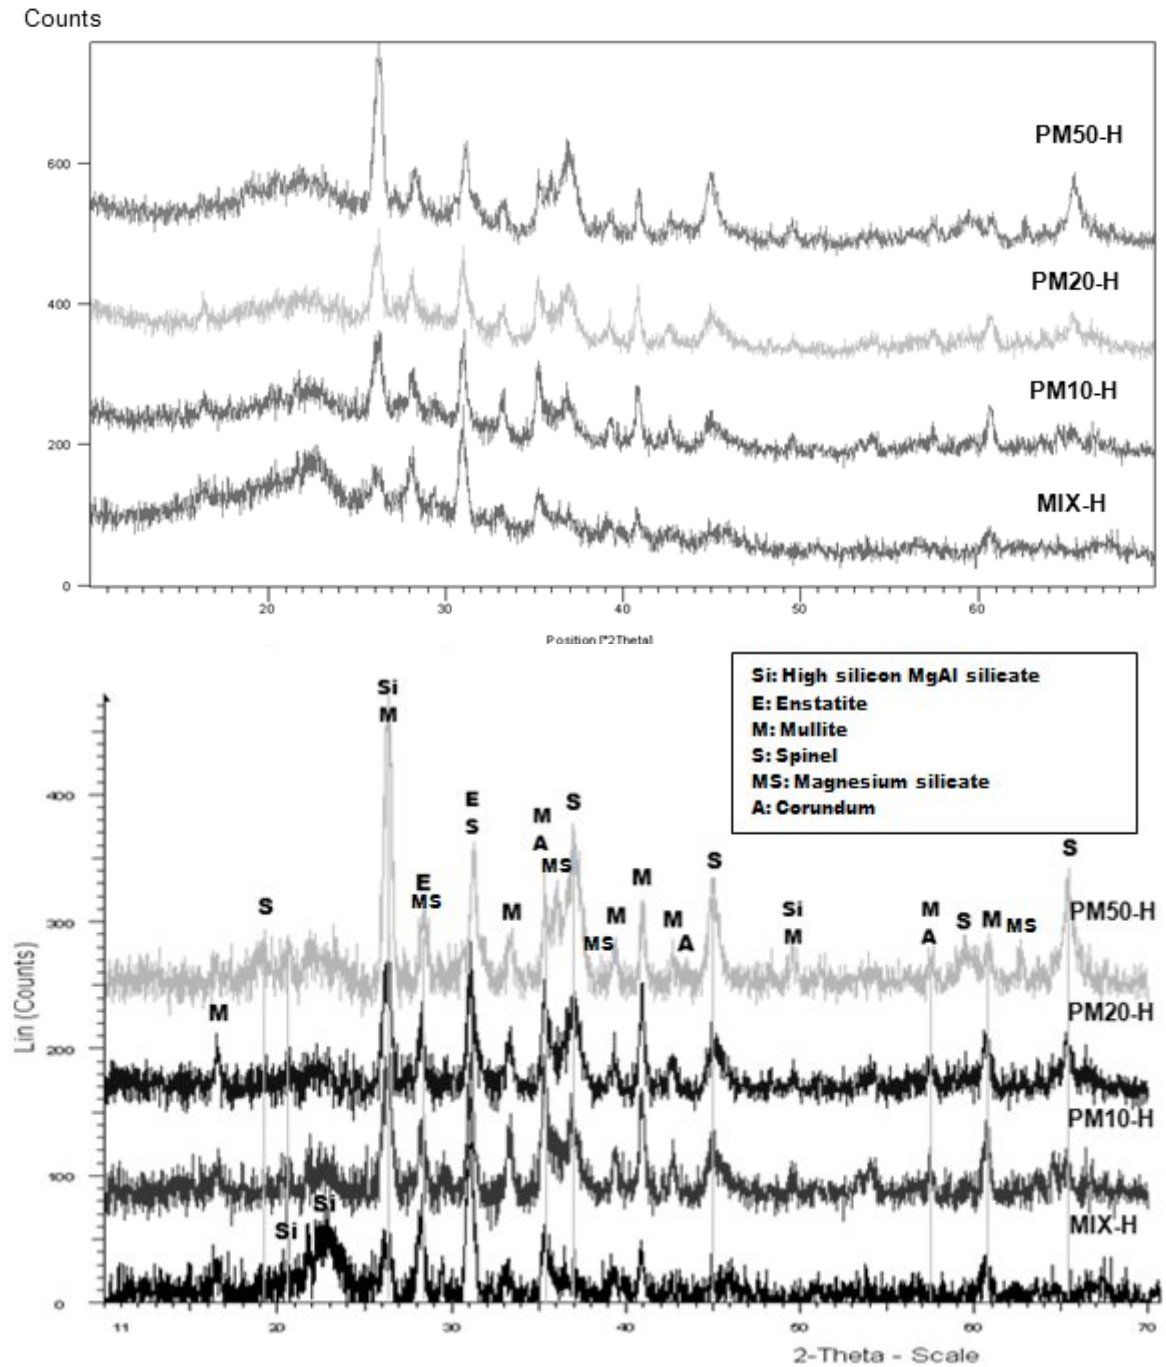 Counts
PM50-H
600
PM20-H
400
PM10-H
200
MIX-H
0
20 30 40 50 60
Position [°2Theta]
Si: High silicon MgAl silicate
E: Enstatite
M: Mullite
S: Spinel
MS: Magnesium silicate
A: Corundum
Si
M
400
E
S
M
A
S
MS
S
S
E
MS
M
M
M
M
Si
M
M
S
M
MS
PM50-H
S
300
MS
A
A
Lin (Counts)
M
PM20-H
200
PM10-H
100
Si
Si
MIX-H
0
11 20 30 40 50 60 70
2-Theta - Scale